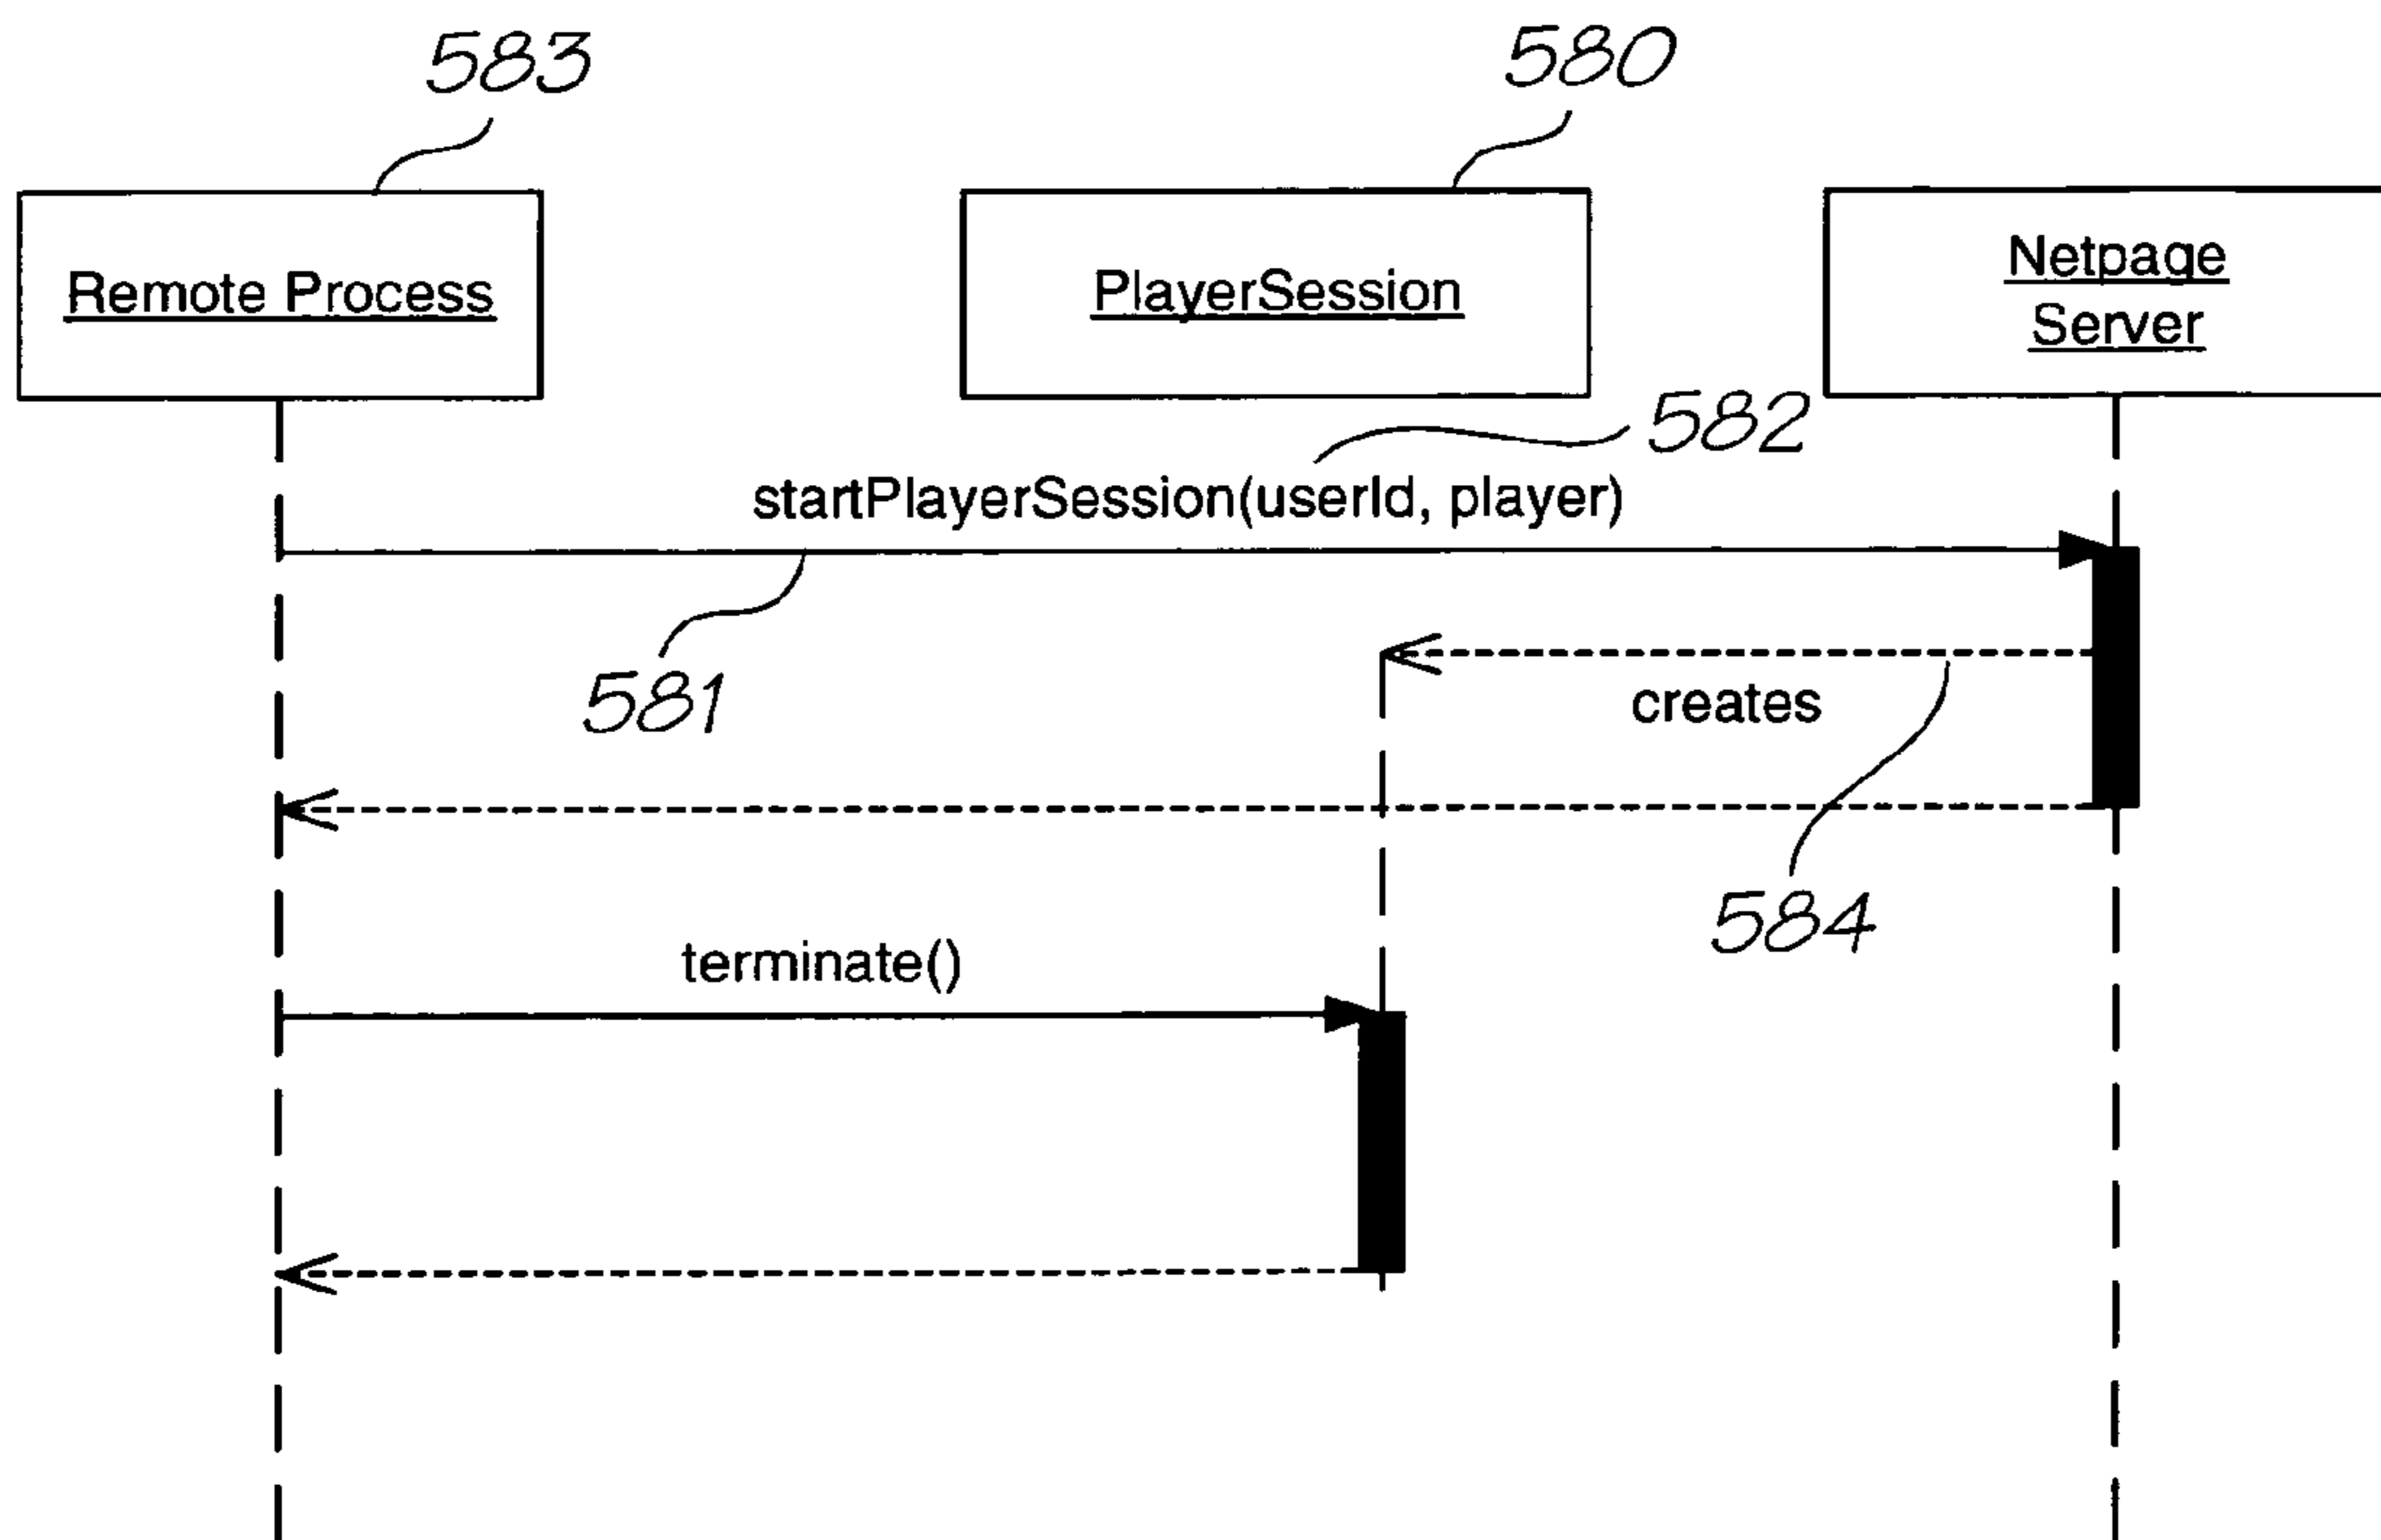 583
580
Remote Process
PlayerSession
Netpage
Server
582
startPlayerSession(userId, player)
581
creates
584
terminate()